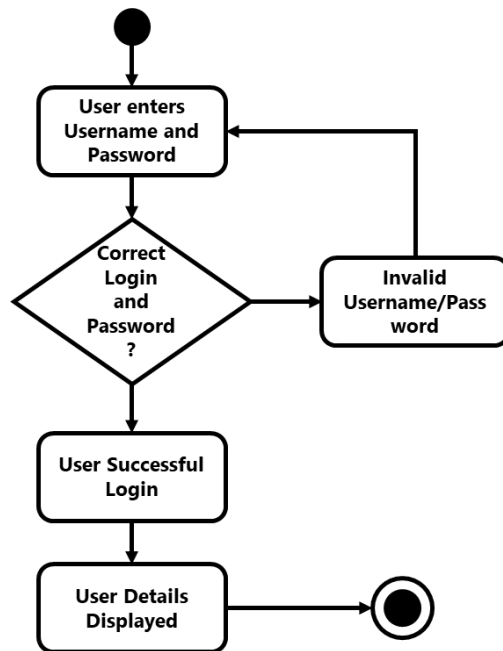 User enters
Username and
Password
Correct
Login
and
Password
?
Invalid
Username/Pass
word
User Successful
Login
User Details
Displayed